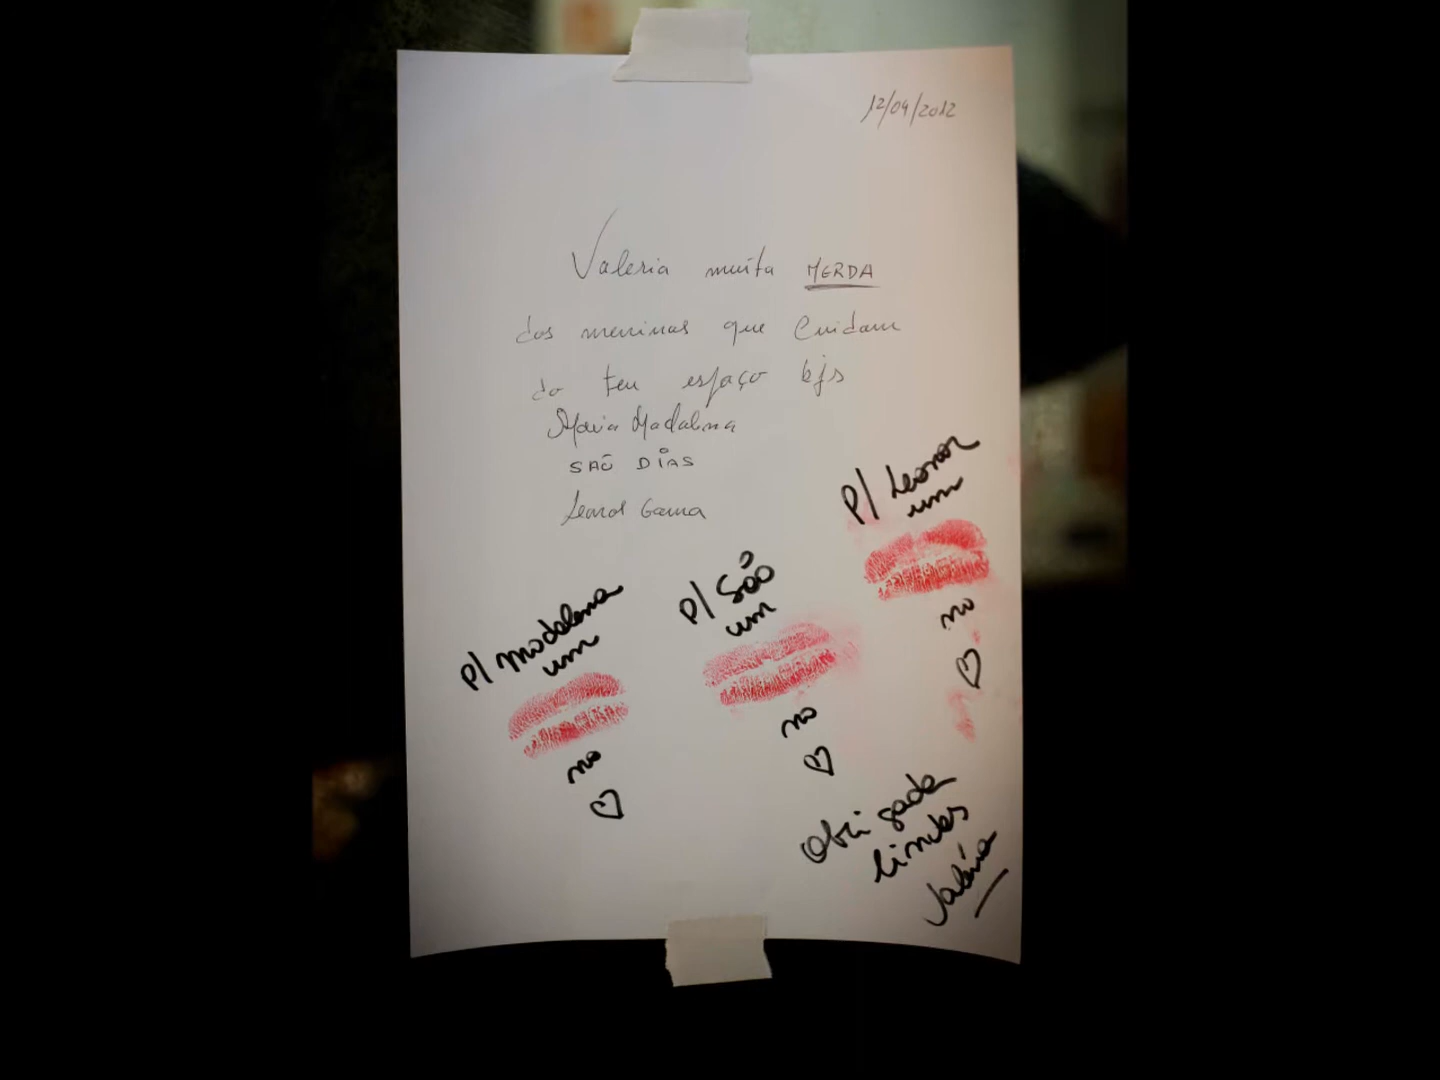 12/04/2012
Valeria muita MERDA
das meninas que cuidam
do teu espaço bjs
Maria Madalena
SAÕ DIAS
Leonor Gama
P/ Leonor
um
no
♡
P/ São
um
no
♡
P/ Madalena
um
no
♡
Obrigada
lindas
Valéria